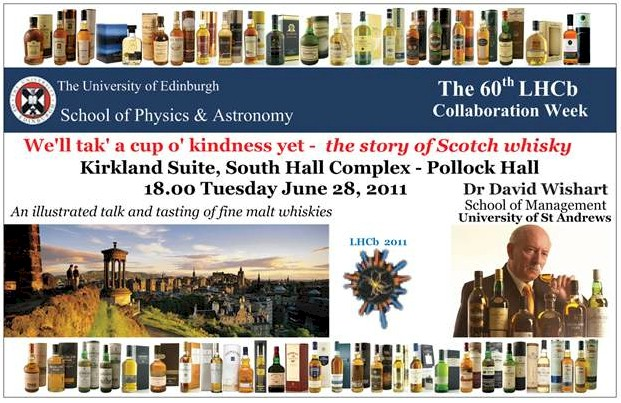 The University of Edinburgh
School of Physics & Astronomy
The 60th LHCb
Collaboration Week
We'll tak' a cup o' kindness yet - the story of Scotch whisky
Kirkland Suite, South Hall Complex - Pollock Hall
18.00 Tuesday June 28, 2011
Dr David Wishart
School of Management
University of St Andrews
An illustrated talk and tasting of fine malt whiskies
LHCb 2011